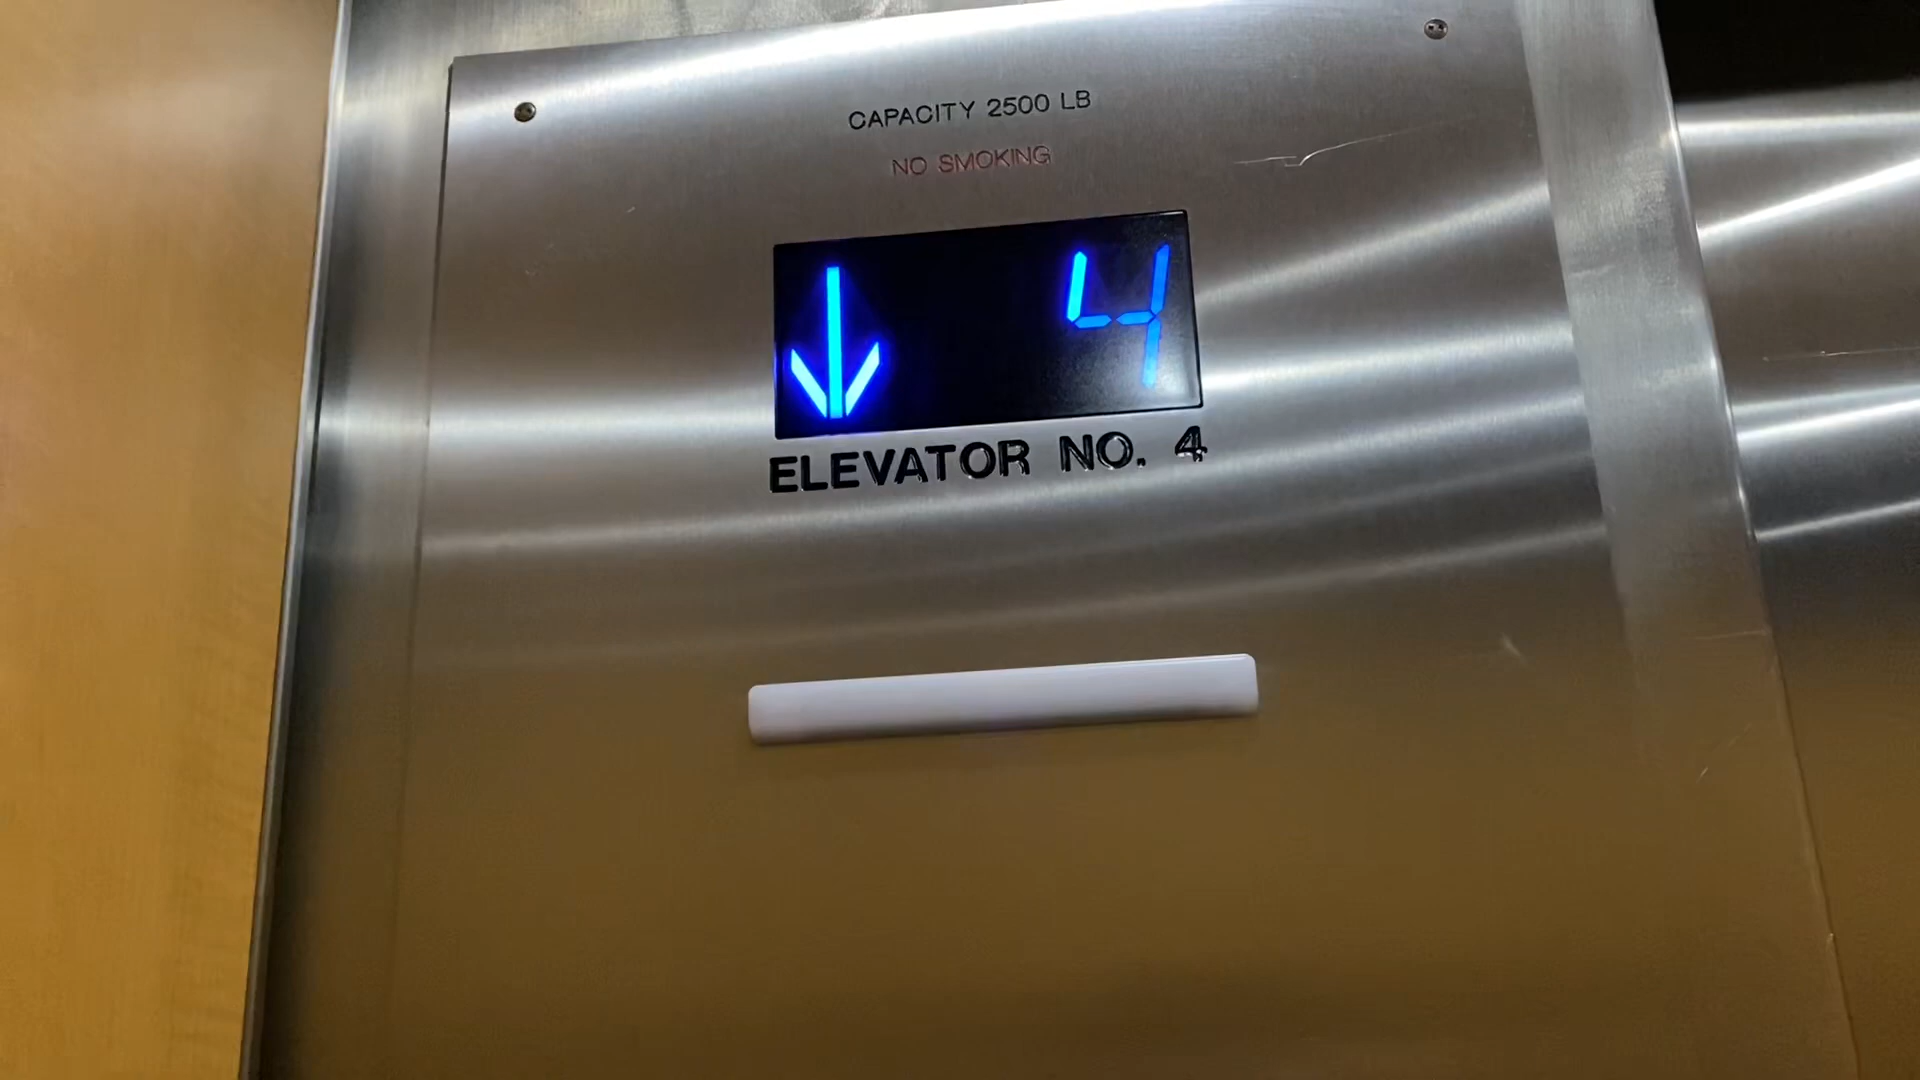 CAPACITY 2500 LB
NO SMOKING
↓ 4
ELEVATOR NO. 4